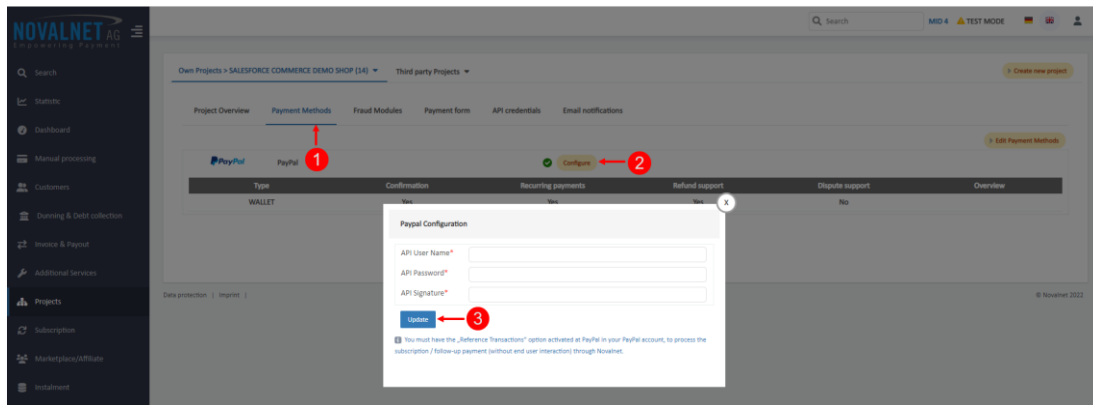 NOVALNET AG
Empowering Payment
Search
MID 4 TEST MODE
Search
Statistic
Dashboard
Manual processing
Customers
Dunning & Debt collection
Invoice & Payout
Additional Services
Projects
Subscription
Marketplace/Affiliate
Instalment
Own Projects > SALESFORCE COMMERCE DEMO SHOP (14)
Third party Projects
> Create new project
Project Overview
Payment Methods
Fraud Modules
Payment form
API credentials
Email notifications
1
> Edit Payment Methods
PayPal
PayPal
Configure
2
Type
Confirmation
Recurring payments
Refund support
Dispute support
Overview
WALLET
Yes
Yes
Yes
No
X
Paypal Configuration
API User Name*
API Password*
API Signature*
Update
3
You must have the „Reference Transactions" option activated at PayPal in your PayPal account, to process the
subscription / follow-up payment (without end user interaction) through Novalnet.
Data protection | Imprint |
© Novalnet 2022